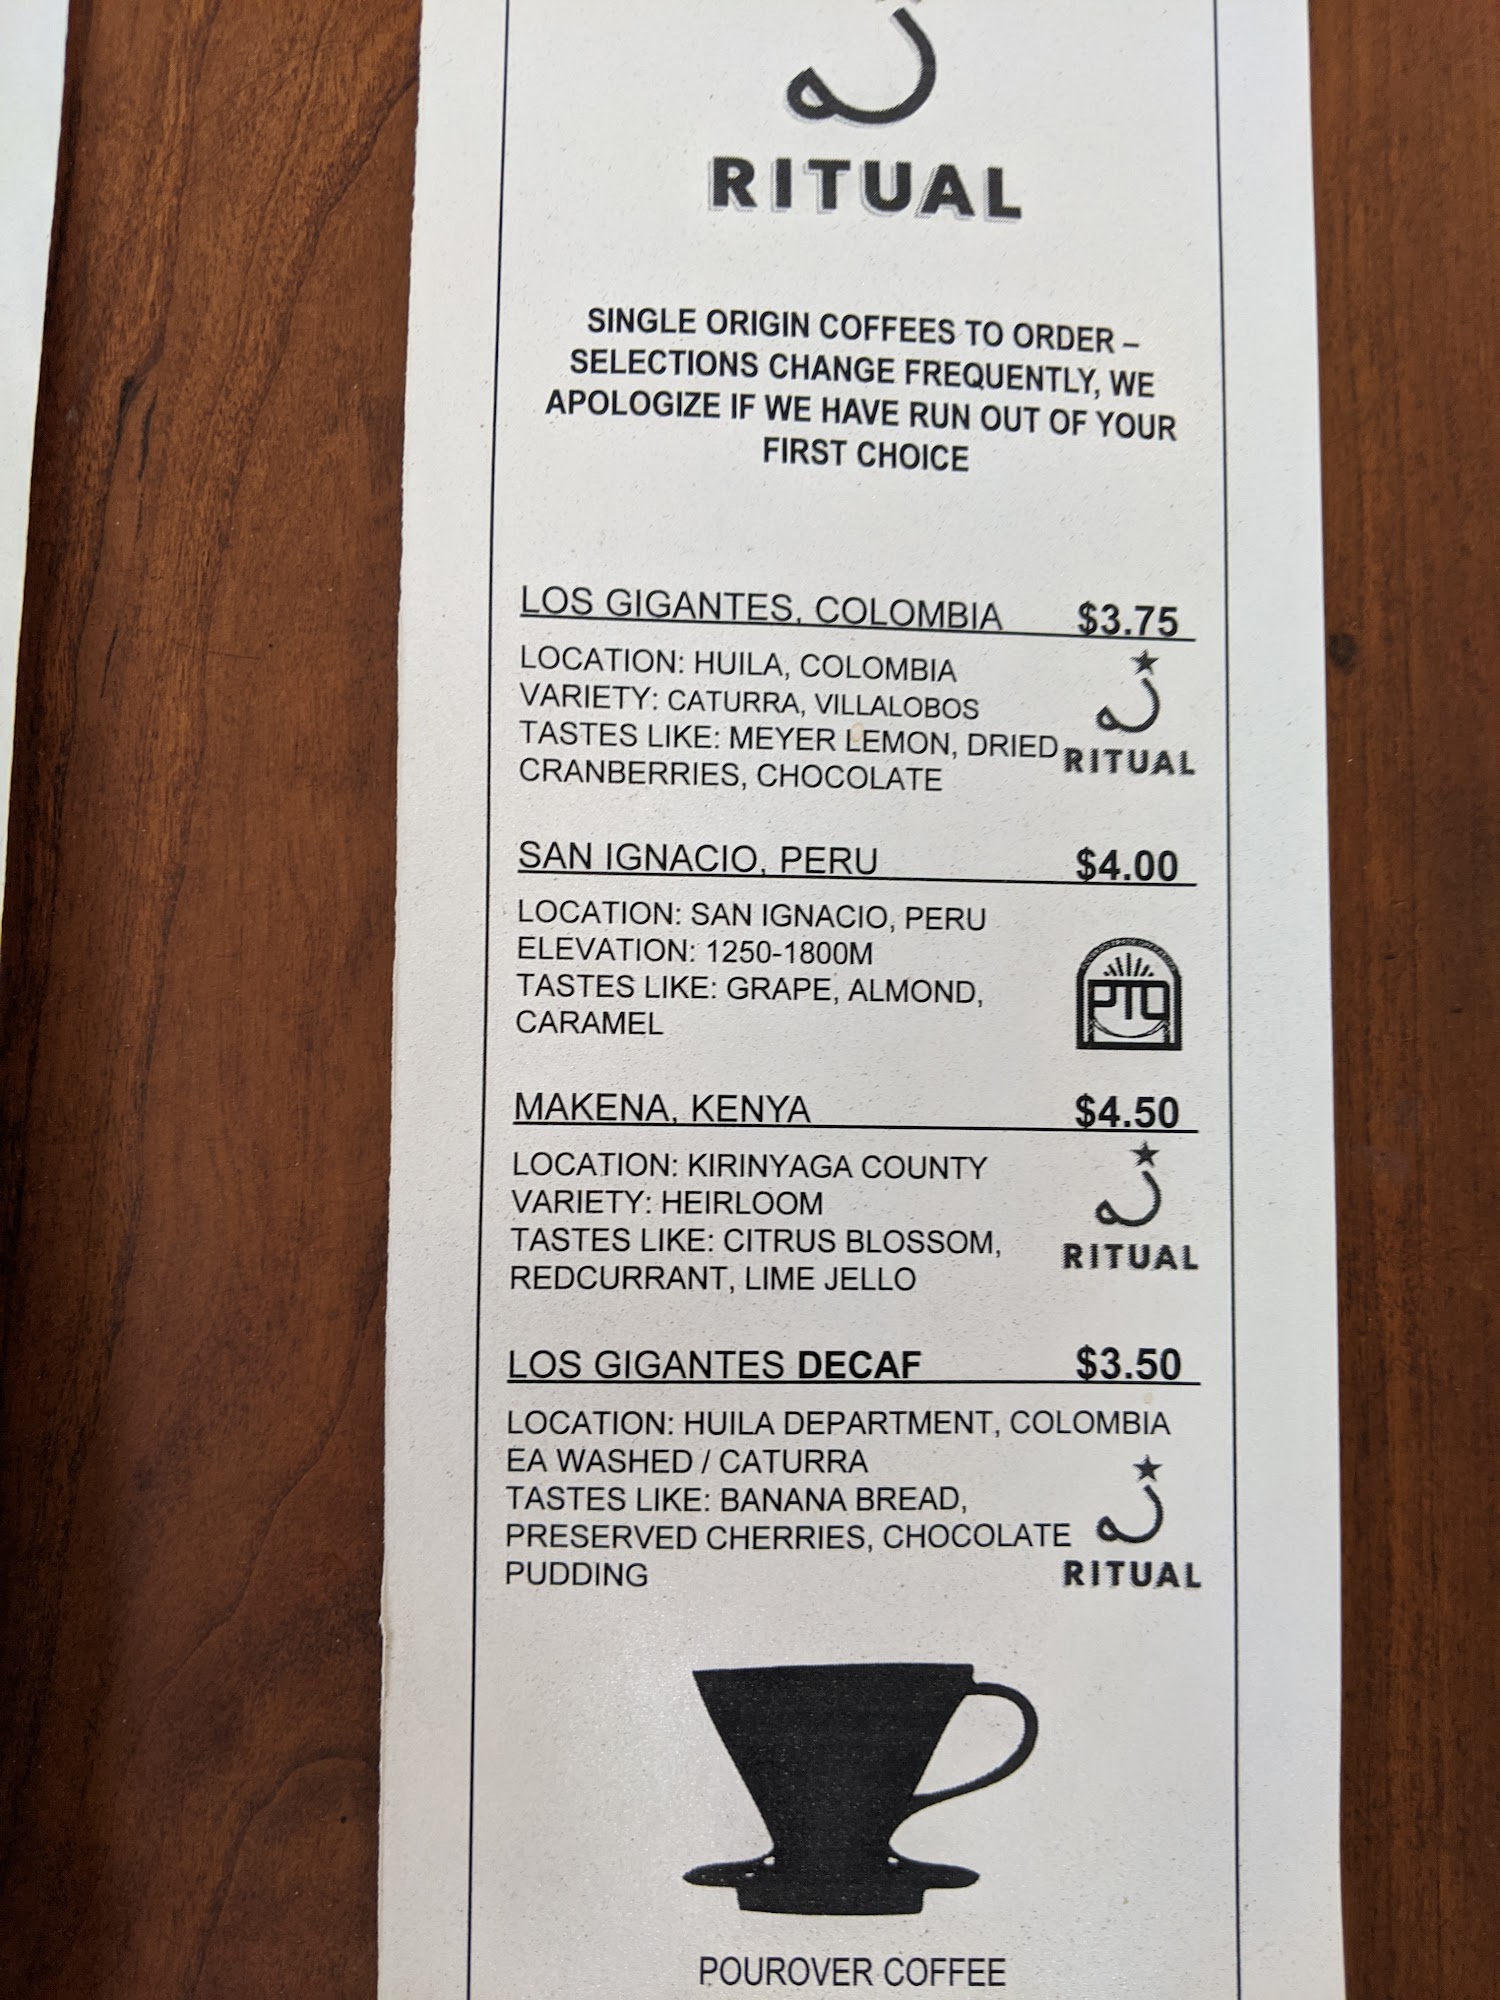 RITUAL
SINGLE ORIGIN COFFEES TO ORDER –
SELECTIONS CHANGE FREQUENTLY, WE
APOLOGIZE IF WE HAVE RUN OUT OF YOUR
FIRST CHOICE
LOS GIGANTES, COLOMBIA $3.75
LOCATION: HUILA, COLOMBIA
VARIETY: CATURRA, VILLALOBOS
TASTES LIKE: MEYER LEMON, DRIED
CRANBERRIES, CHOCOLATE
RITUAL
SAN IGNACIO, PERU $4.00
LOCATION: SAN IGNACIO, PERU
ELEVATION: 1250-1800M
TASTES LIKE: GRAPE, ALMOND,
CARAMEL
PTO
MAKENA, KENYA $4.50
LOCATION: KIRINYAGA COUNTY
VARIETY: HEIRLOOM
TASTES LIKE: CITRUS BLOSSOM,
REDCURRANT, LIME JELLO
RITUAL
LOS GIGANTES DECAF $3.50
LOCATION: HUILA DEPARTMENT, COLOMBIA
EA WASHED / CATURRA
TASTES LIKE: BANANA BREAD,
PRESERVED CHERRIES, CHOCOLATE
PUDDING
RITUAL
POUROVER COFFEE